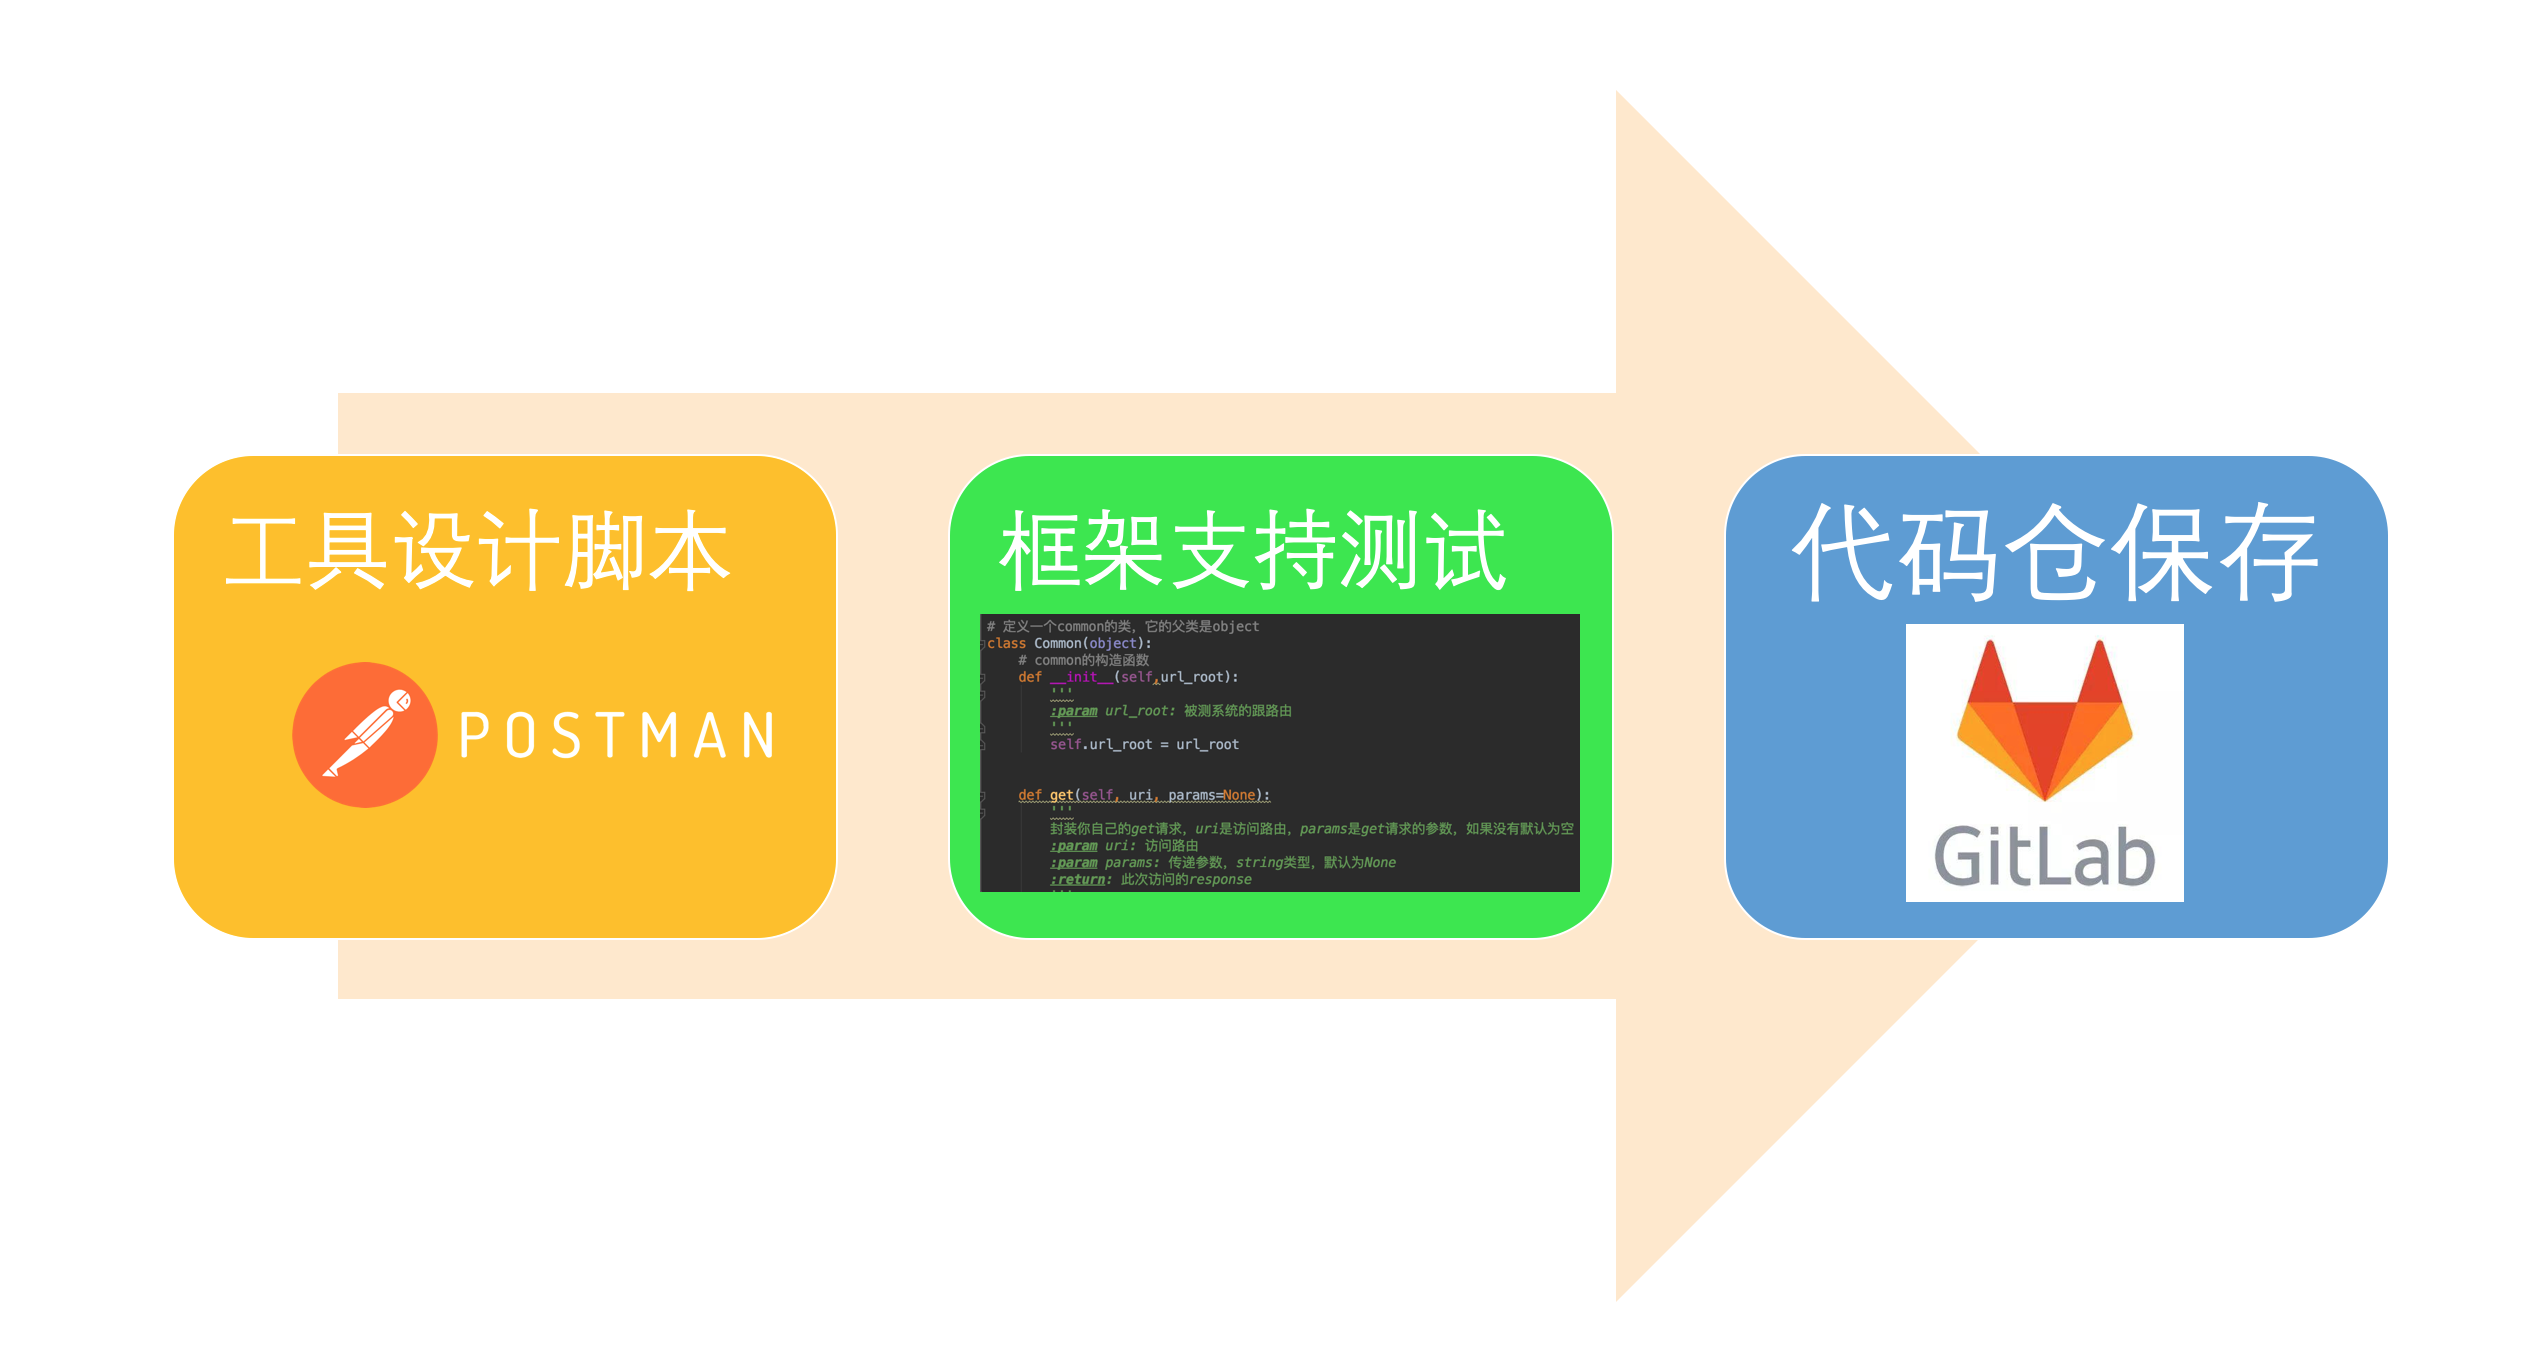 工具设计脚本
POSTMAN
框架支持测试
# 定义一个common的类，它的父类是object
class Common(object):
# common的构造函数
def __init__(self,url_root):
'''
:param url_root: 被测系统的跟路由
'''
self.url_root = url_root
def get(self, uri, params=None):
'''
封装你自己的get请求，uri是访问路由，params是get请求的参数，如果没有默认为空
:param uri: 访问路由
:param params: 传递参数，string类型，默认为None
:return: 此次访问的response
代码仓保存
GitLab